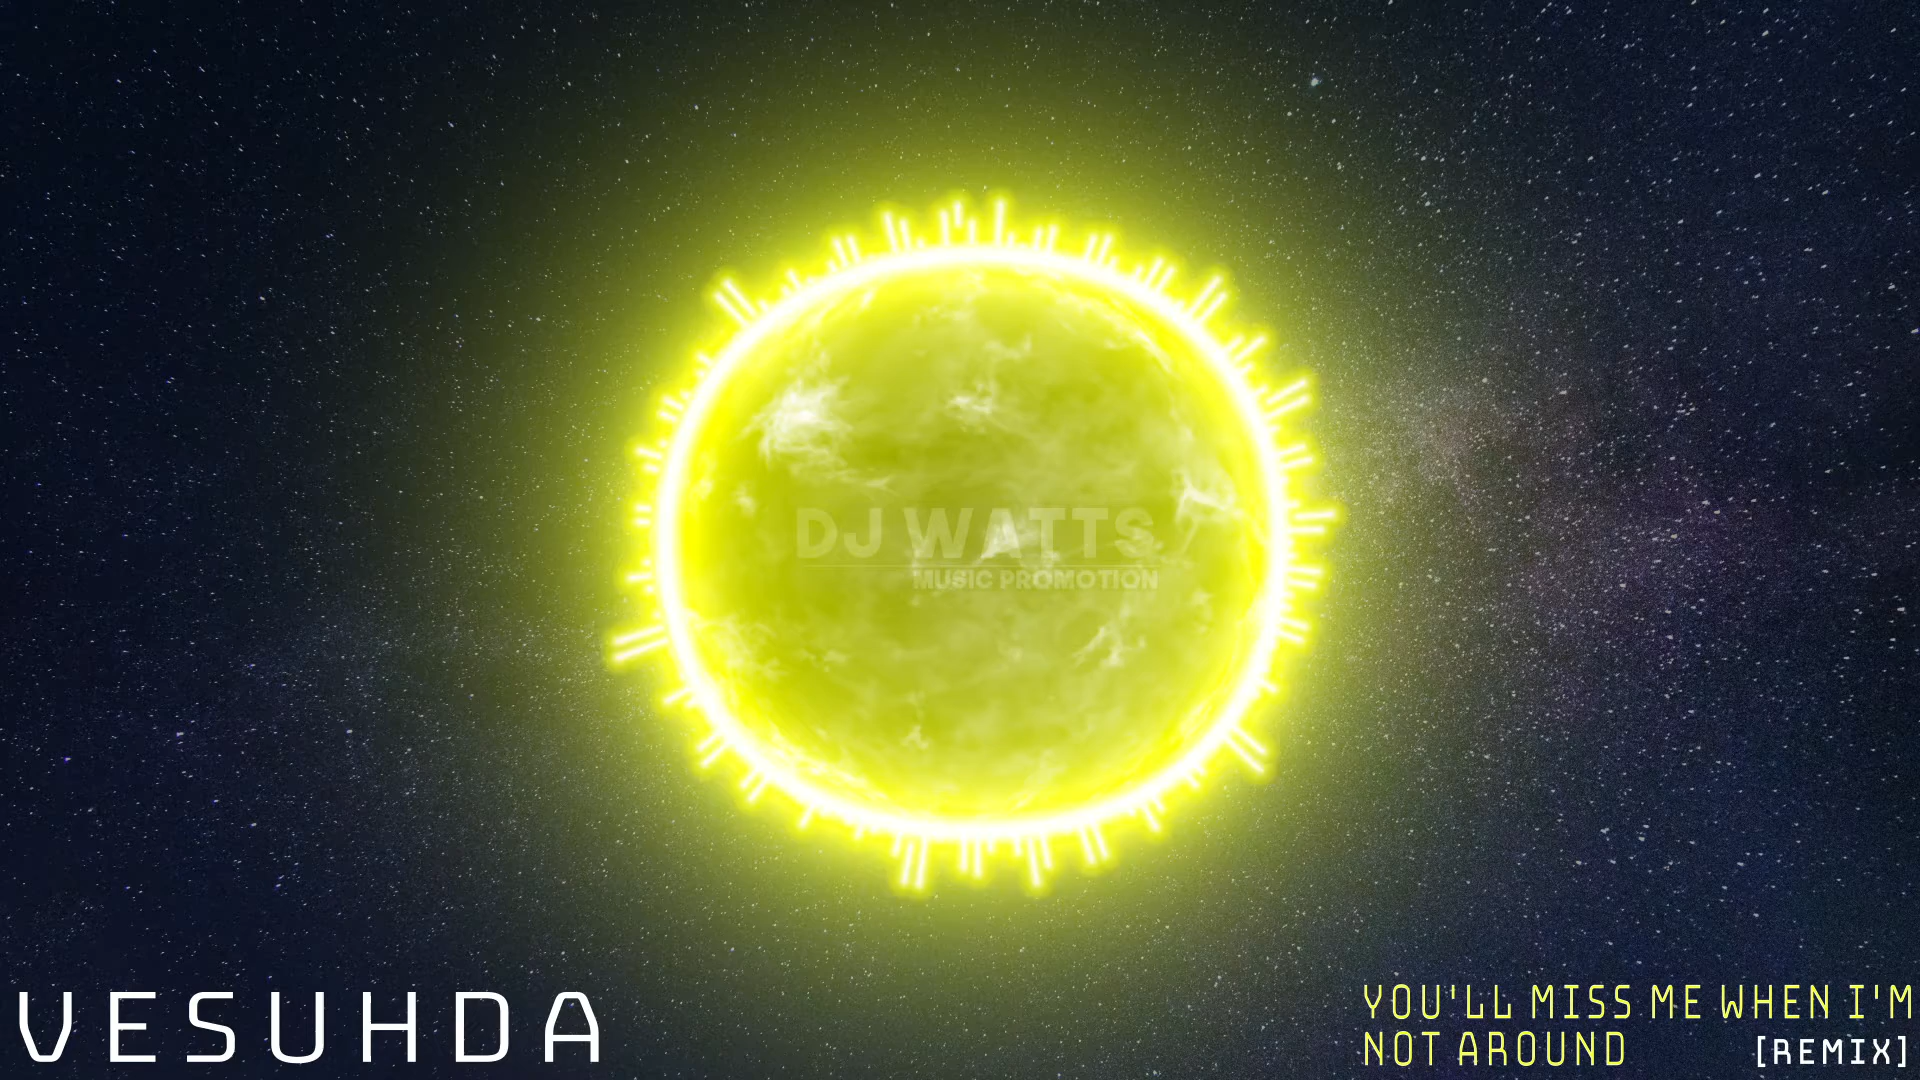 DJ WATTS
MUSIC PROMOTION
VESUHDA
YOU'LL MISS ME WHEN I'M
NOT AROUND [REMIX]